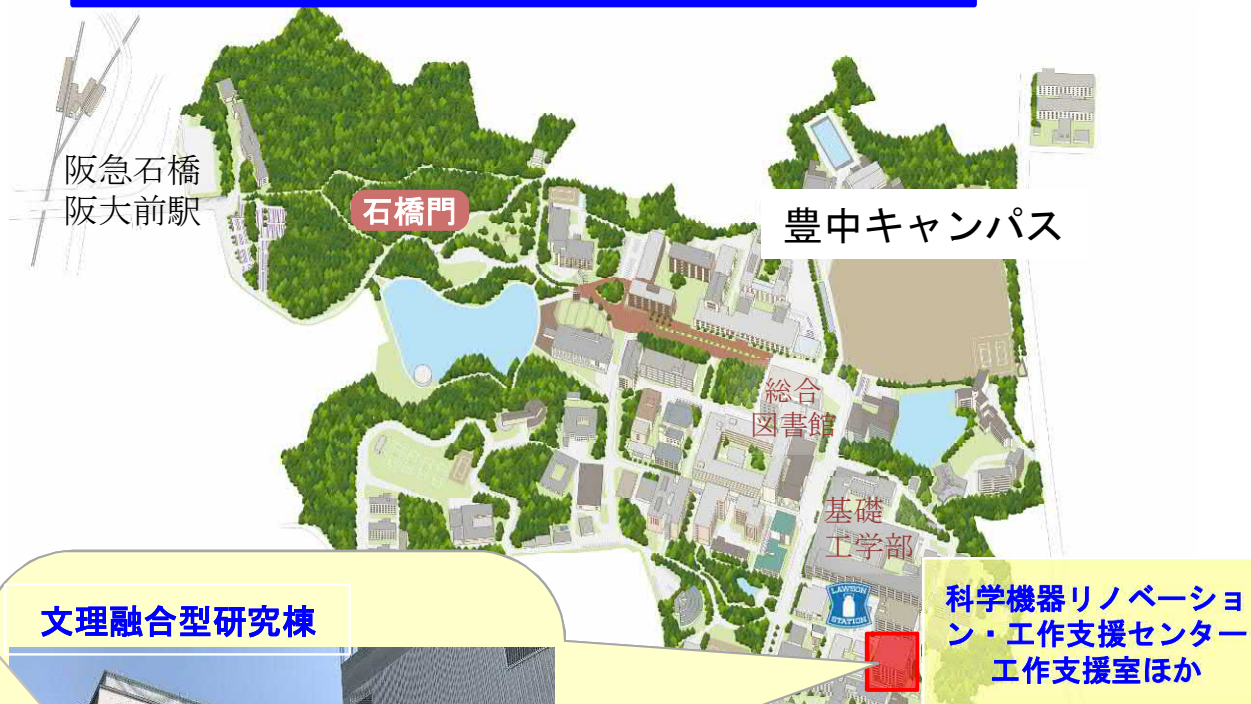 阪急石橋
阪大前駅
石橋門
豊中キャンパス
総合
図書館
基礎
工学部
LAWSON
STATION
文理融合型研究棟
科学機器リノベーショ
ン・工作支援センター
工作支援室ほか